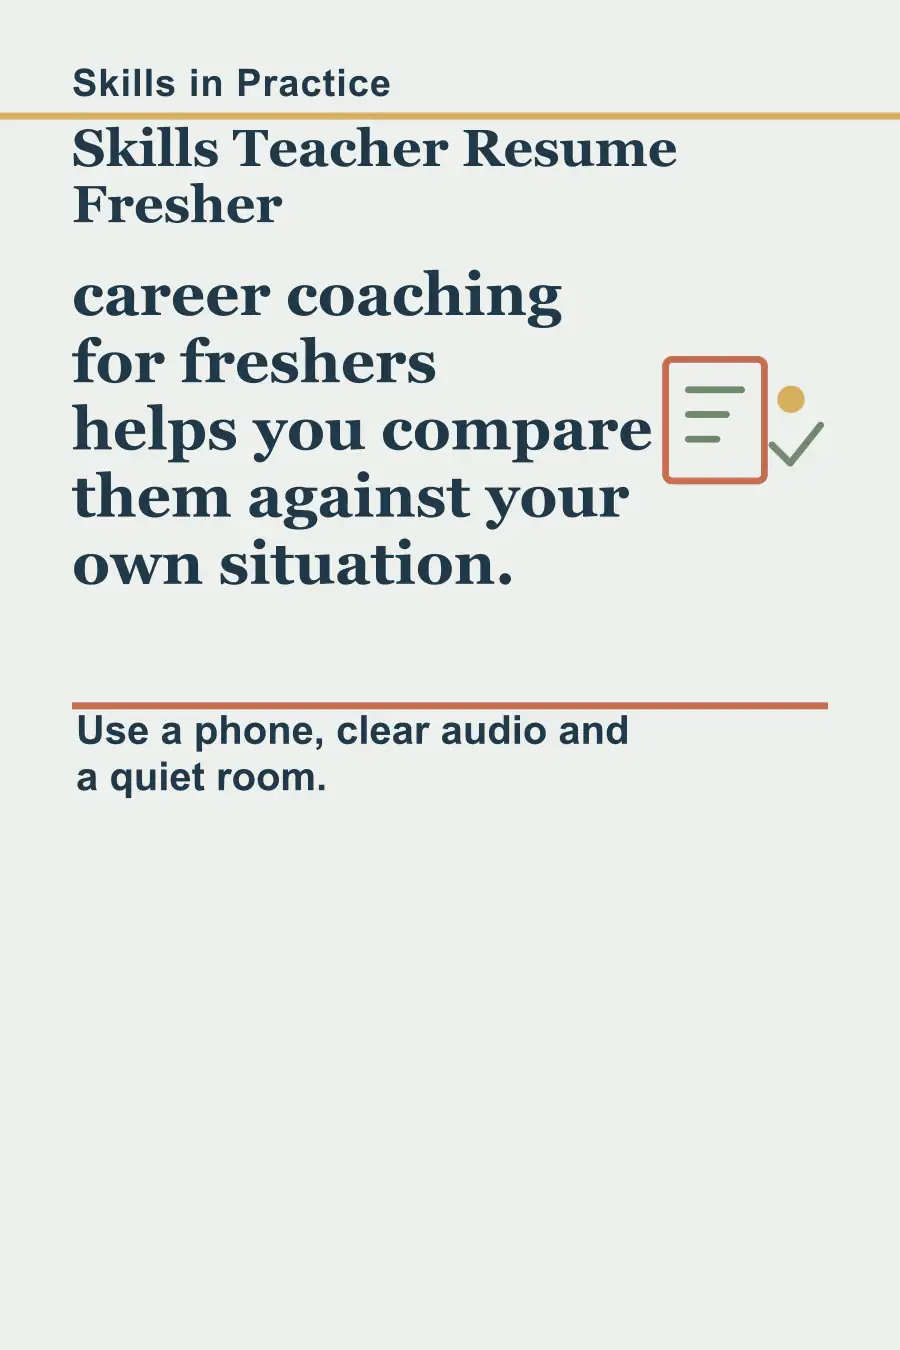 Skills in Practice
Skills Teacher Resume
Fresher
career coaching
for freshers
helps you compare
them against your
own situation.
Use a phone, clear audio and
a quiet room.